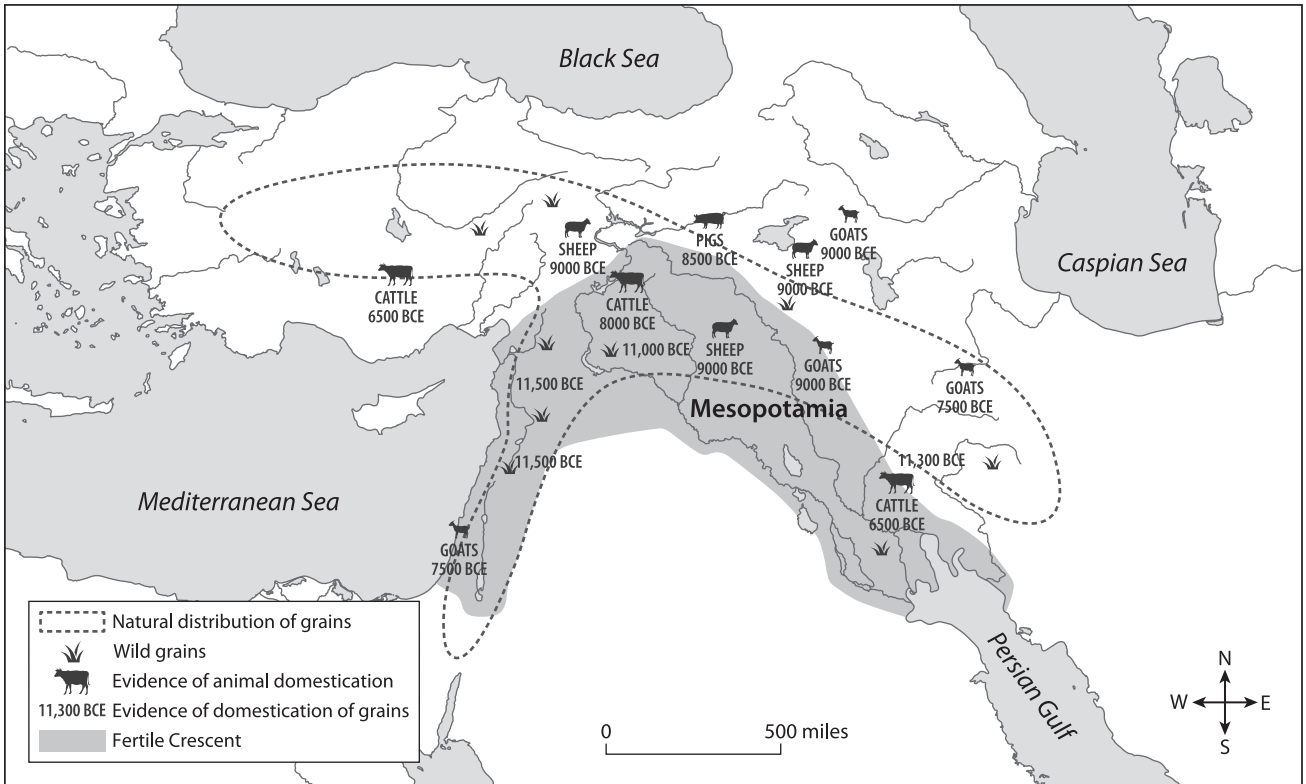 Black Sea
Caspian Sea
PIGS
8500 BCE
GOATS
9000 BCE
SHEEP
9000 BCE
SHEEP
9000 BCE
CATTLE
6500 BCE
CATTLE
8000 BCE
11,000 BCE
SHEEP
9000 BCE
GOATS
9000 BCE
GOATS
7500 BCE
11,500 BCE
Mesopotamia
11,500 BCE
11,300 BCE
CATTLE
6500 BCE
Mediterranean Sea
GOATS
7500 BCE
Persian Gulf
Natural distribution of grains
Wild grains
Evidence of animal domestication
11,300 BCE Evidence of domestication of grains
Fertile Crescent
0 500 miles
N
W E
S